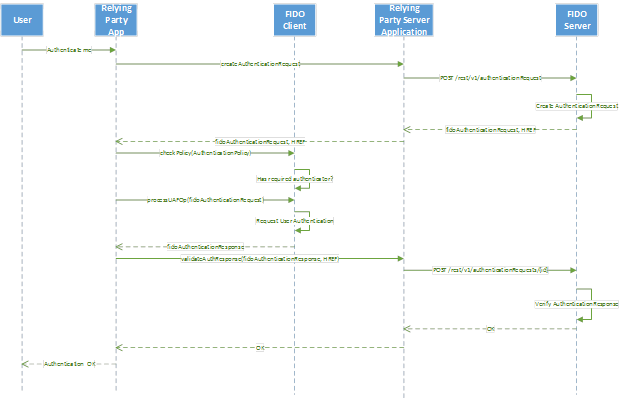 User
Relying
Party
App
FIDO
Client
Relying
Party Server
Application
FIDO
Server
Authenticate me
createAuthenticationRequest
POST /rest/v1/authenticationRequest
Create AuthenticationRequest
fidoAuthenticationRequest, HREF
fidoAuthenticationRequest, HREF
checkPolicy(AuthenticationPolicy)
Has required authenticator?
processUAFOp(fidoAuthenticationRequest)
Request User Authentication
fidoAuthenticationResponse
validateAuthResponse(fidoAuthenticationResponse, HREF)
POST /rest/v1/authenticationRequests/{id}
Verify AuthenticationResponse
OK
OK
Authentication OK